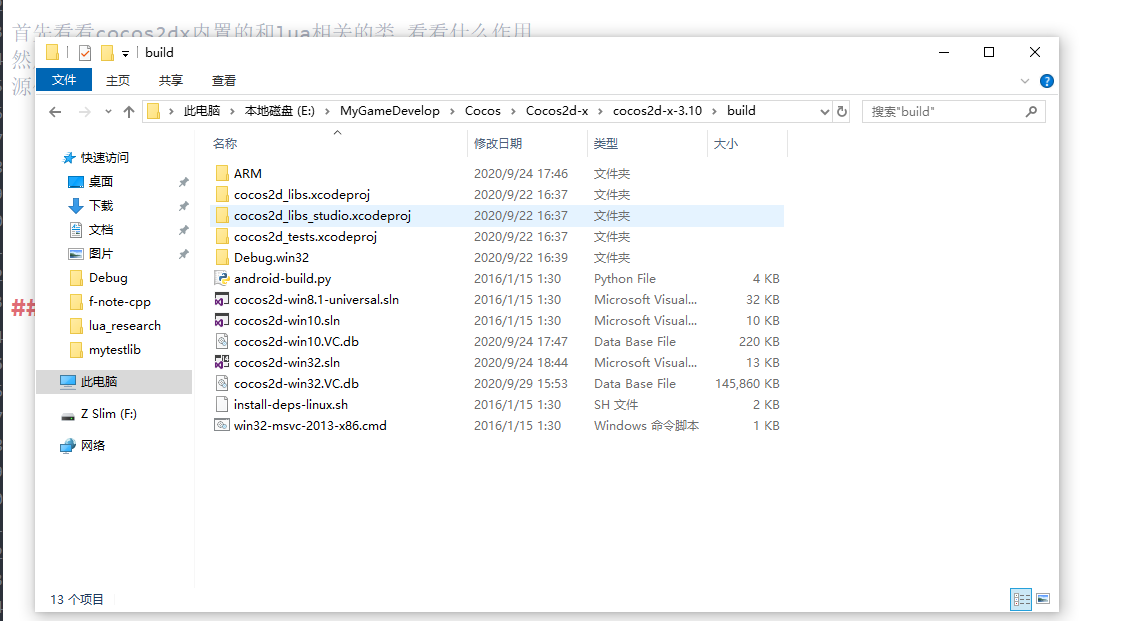 首先看看cocos2dx内置的和lua相关的类,看看什么作用
然
源
##
build
文件 主页 共享 查看
此电脑 本地磁盘 (E:) MyGameDevelop Cocos Cocos2d-x cocos2d-x-3.10 build
搜索"build"
快速访问
桌面
下载
文档
图片
Debug
f-note-cpp
lua_research
mytestlib
此电脑
Z Slim (F:)
网络
名称 修改日期 类型 大小
ARM 2020/9/24 17:46 文件夹
cocos2d_libs.xcodeproj 2020/9/22 16:37 文件夹
cocos2d_libs_studio.xcodeproj 2020/9/22 16:37 文件夹
cocos2d_tests.xcodeproj 2020/9/22 16:37 文件夹
Debug.win32 2020/9/22 16:39 文件夹
android-build.py 2016/1/15 1:30 Python File 4 KB
cocos2d-win8.1-universal.sln 2016/1/15 1:30 Microsoft Visual... 32 KB
cocos2d-win10.sln 2016/1/15 1:30 Microsoft Visual... 10 KB
cocos2d-win10.VC.db 2020/9/24 17:47 Data Base File 220 KB
cocos2d-win32.sln 2020/9/24 18:44 Microsoft Visual... 13 KB
cocos2d-win32.VC.db 2020/9/29 15:53 Data Base File 145,860 KB
install-deps-linux.sh 2016/1/15 1:30 SH 文件 2 KB
win32-msvc-2013-x86.cmd 2016/1/15 1:30 Windows 命令脚本 1 KB
13 个项目